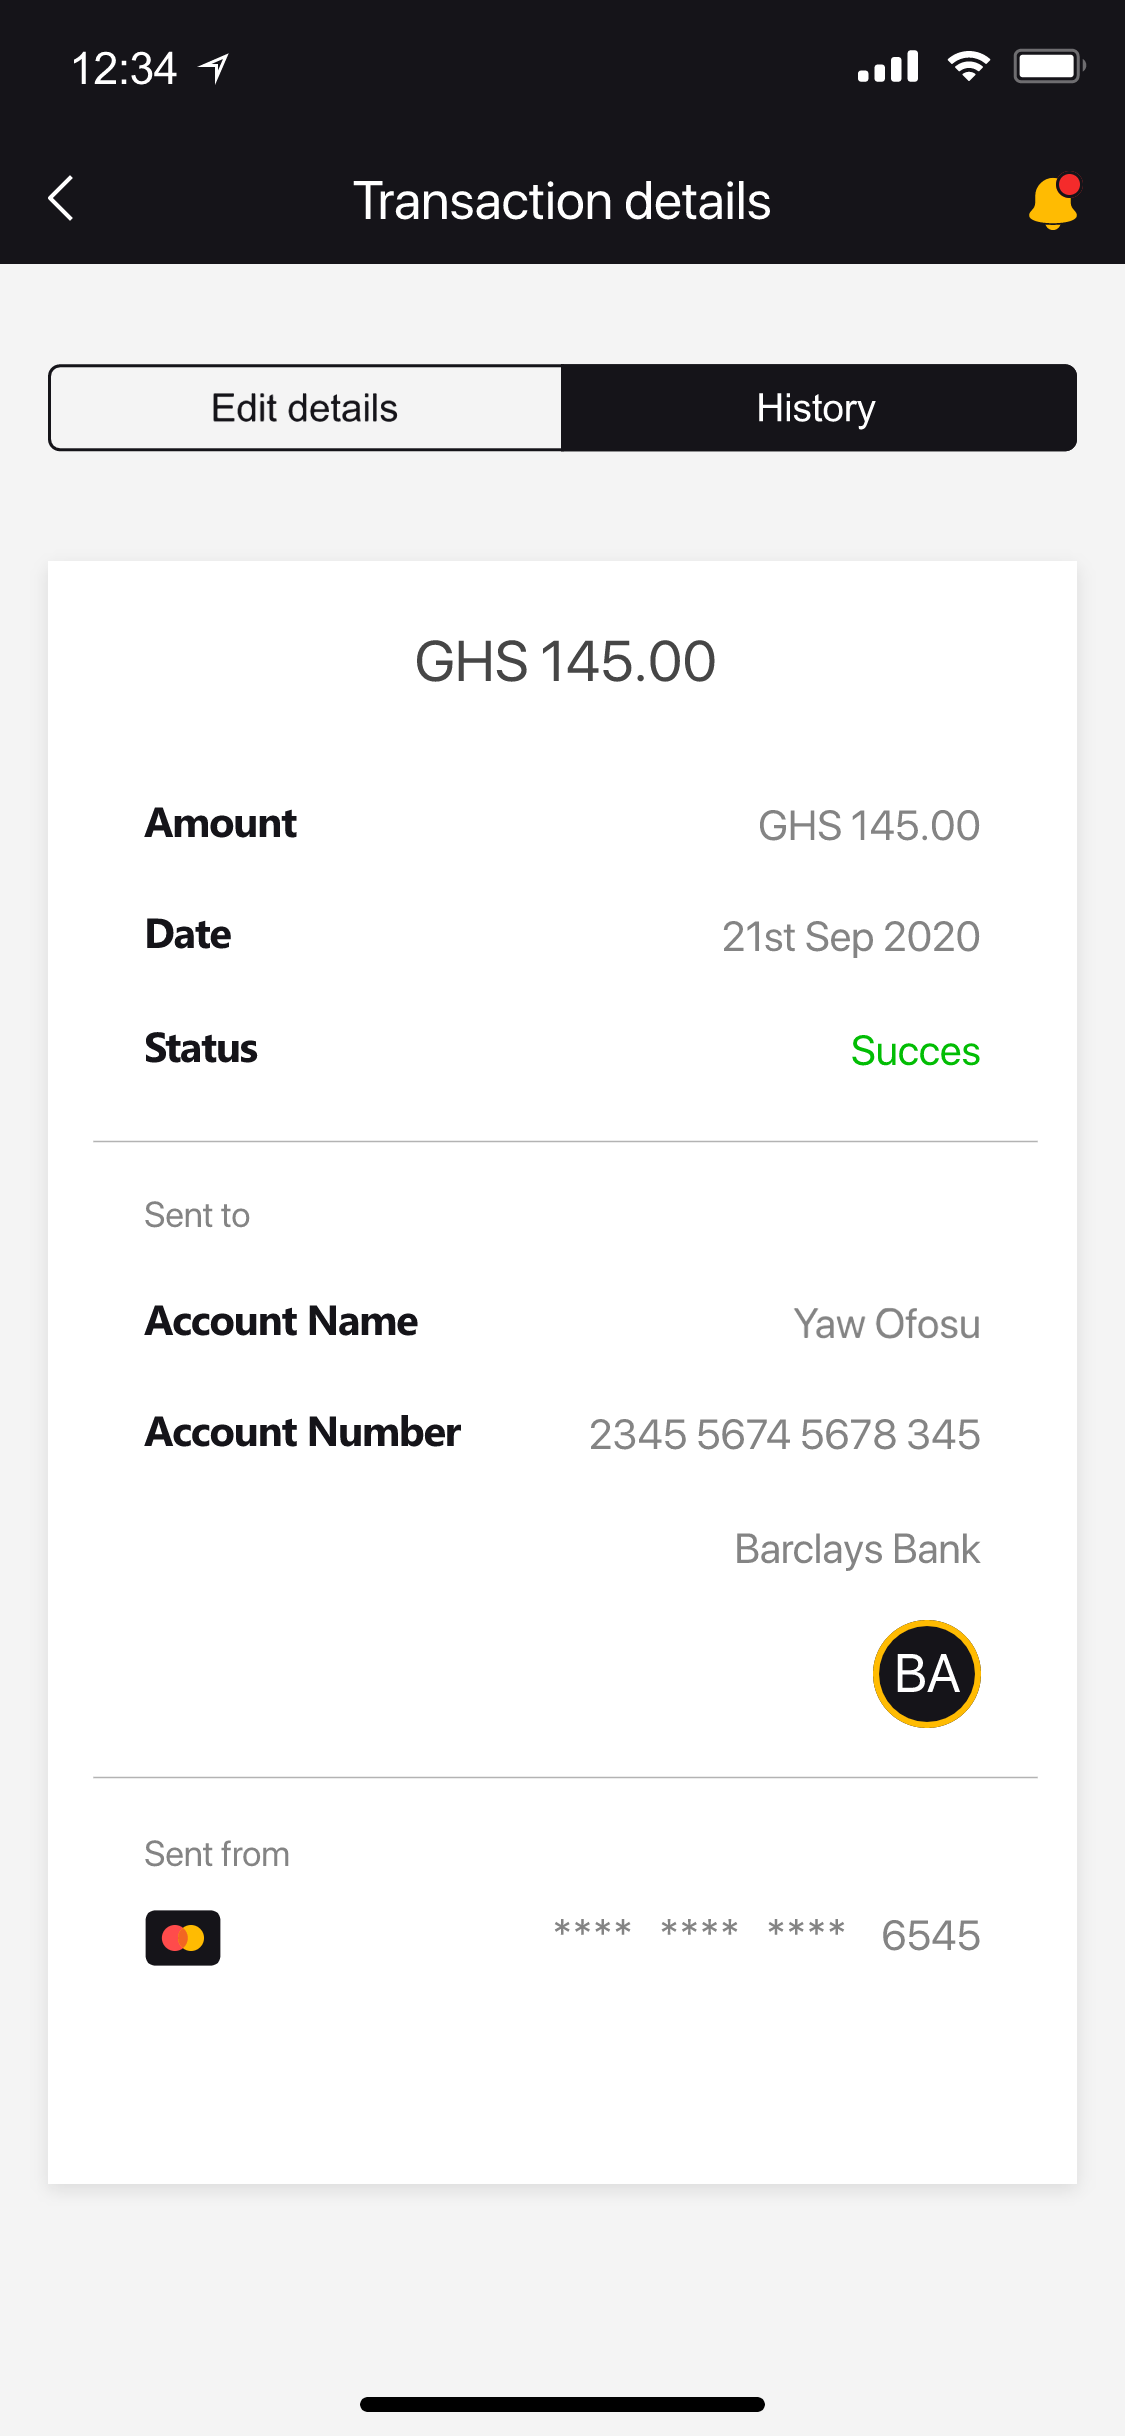 12:34
Transaction details
Edit details
History
GHS 145.00
Amount GHS 145.00
Date 21st Sep 2020
Status Succes
Sent to
Account Name Yaw Ofosu
Account Number 2345 5674 5678 345
Barclays Bank
BA
Sent from
**** **** **** 6545